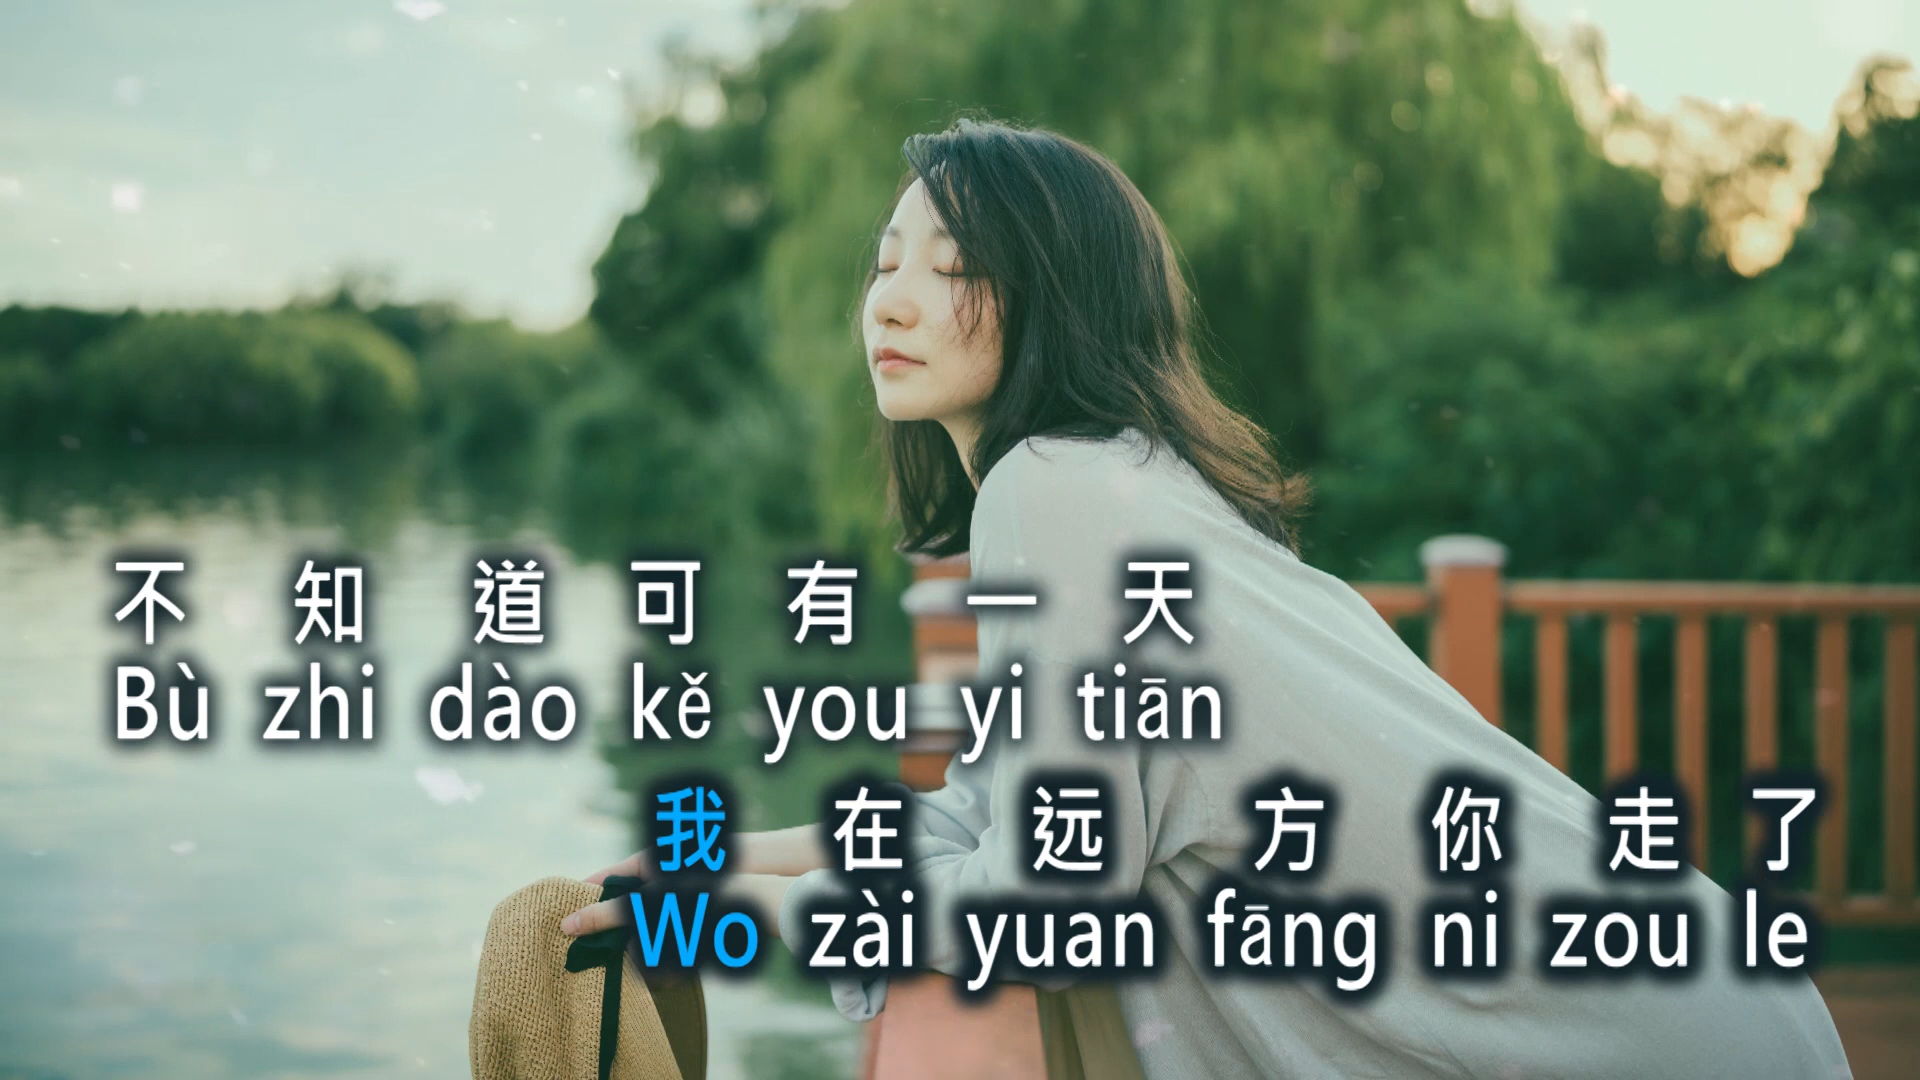 不 知 道 可 有 一 天
Bù zhi dào kě you yi tiān
我 在 远 方 你 走 了
Wo zài yuan fāng ni zou le